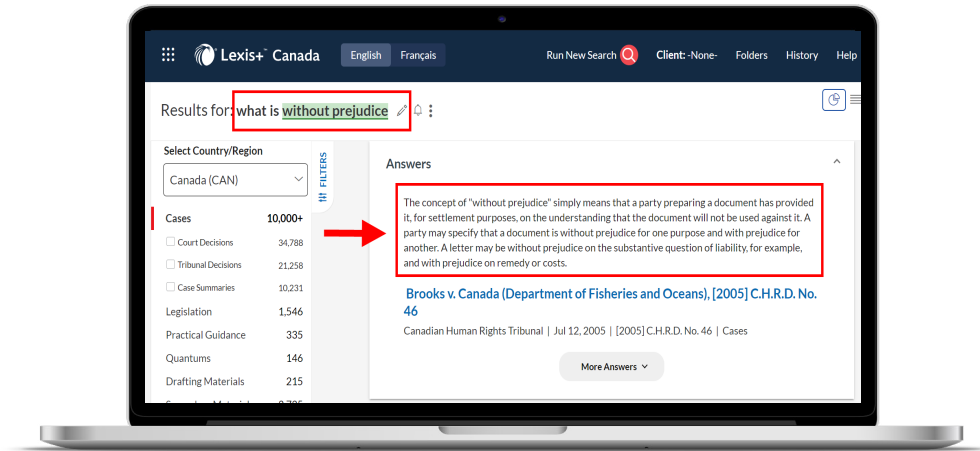 Lexis+™ Canada
English Français
Run New Search
Client: -None-
Folders
History
Help
Results for: what is without prejudice
Select Country/Region
Canada (CAN)
Cases 10,000+
Court Decisions 34,788
Tribunal Decisions 21,258
Case Summaries 10,231
Legislation 1,546
Practical Guidance 335
Quantums 146
Drafting Materials 215
FILTERS
Answers
The concept of "without prejudice" simply means that a party preparing a document has provided
it, for settlement purposes, on the understanding that the document will not be used against it. A
party may specify that a document is without prejudice for one purpose and with prejudice for
another. A letter may be without prejudice on the substantive question of liability, for example,
and with prejudice on remedy or costs.
Brooks v. Canada (Department of Fisheries and Oceans), [2005] C.H.R.D. No.
46
Canadian Human Rights Tribunal | Jul 12, 2005 | [2005] C.H.R.D. No. 46 | Cases
More Answers